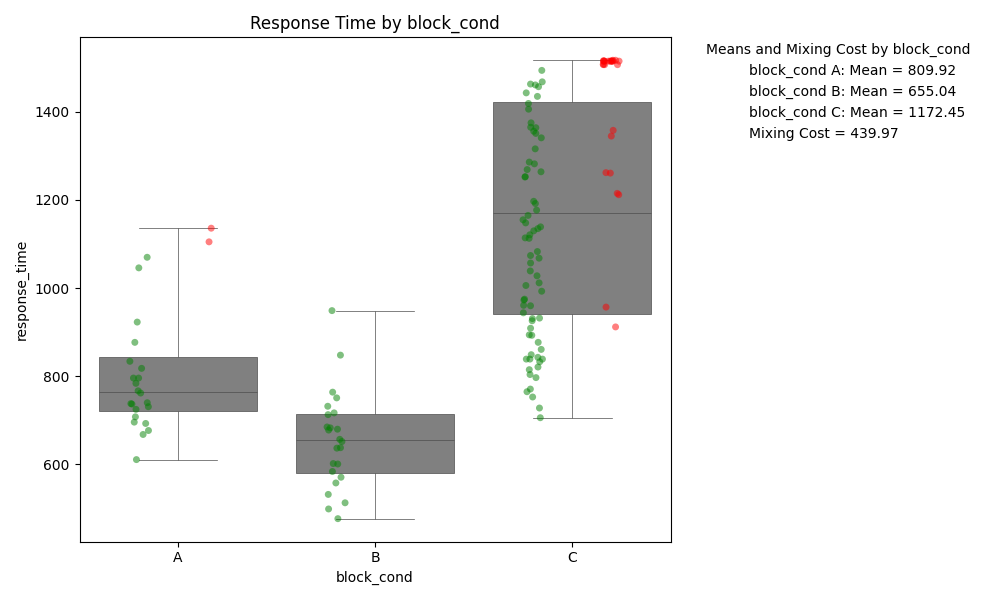 Response Time by block_cond
Means and Mixing Cost by block_cond
block_cond A: Mean = 809.92
block_cond B: Mean = 655.04
block_cond C: Mean = 1172.45
Mixing Cost = 439.97
response_time
1400
1200
1000
800
600
A B C
block_cond